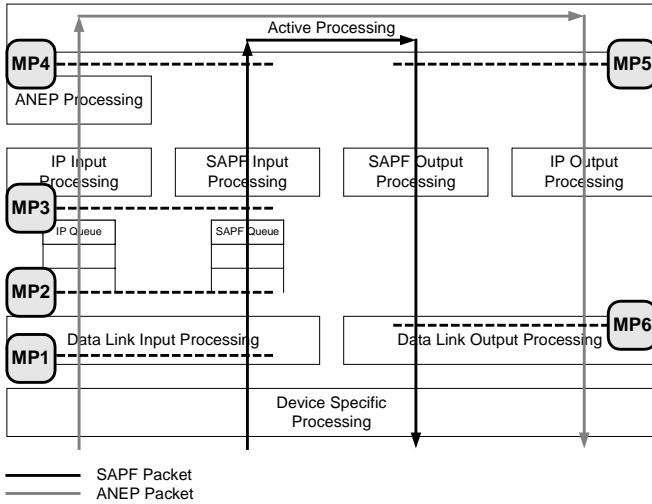 Active Processing
MP4
MP5
ANEP Processing
IP Input
Processing
SAPF Input
Processing
SAPF Output
Processing
IP Output
Processing
MP3
IP Queue
SAPF Queue
MP2
MP6
Data Link Input Processing
Data Link Output Processing
MP1
Device Specific
Processing
SAPF Packet
ANEP Packet